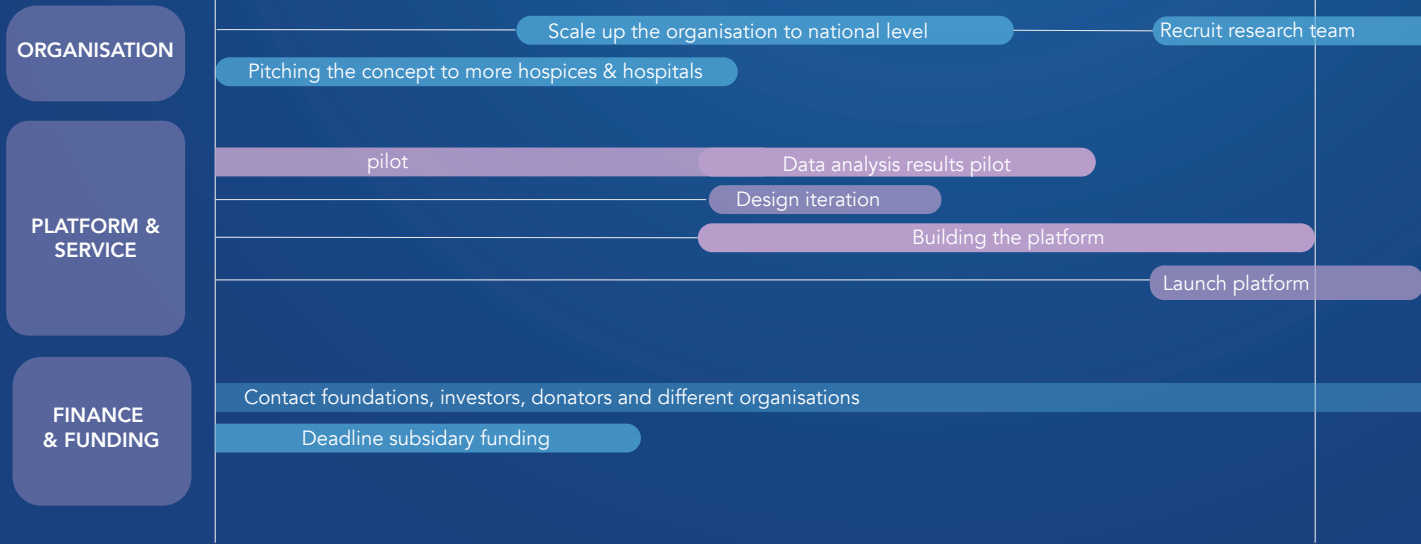 ORGANISATION
Scale up the organisation to national level
Recruit research team
Pitching the concept to more hospices & hospitals
PLATFORM &
SERVICE
pilot
Data analysis results pilot
Design iteration
Building the platform
Launch platform
FINANCE
& FUNDING
Contact foundations, investors, donators and different organisations
Deadline subsidary funding